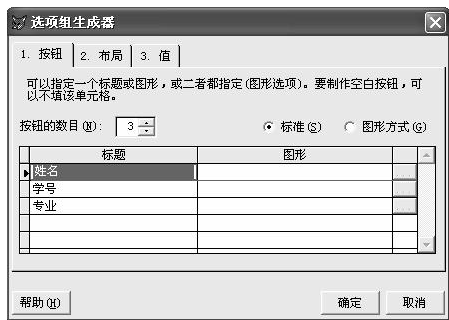 选项组生成器
1. 按钮 2. 布局 3. 值
可以指定一个标题或图形，或二者都指定(图形选项)。要制作空白按钮，可
以不填该单元格。
按钮的数目(N): 3 标准(S) 图形方式(G)
标题 图形
姓名
学号
专业
帮助(H) 确定 取消